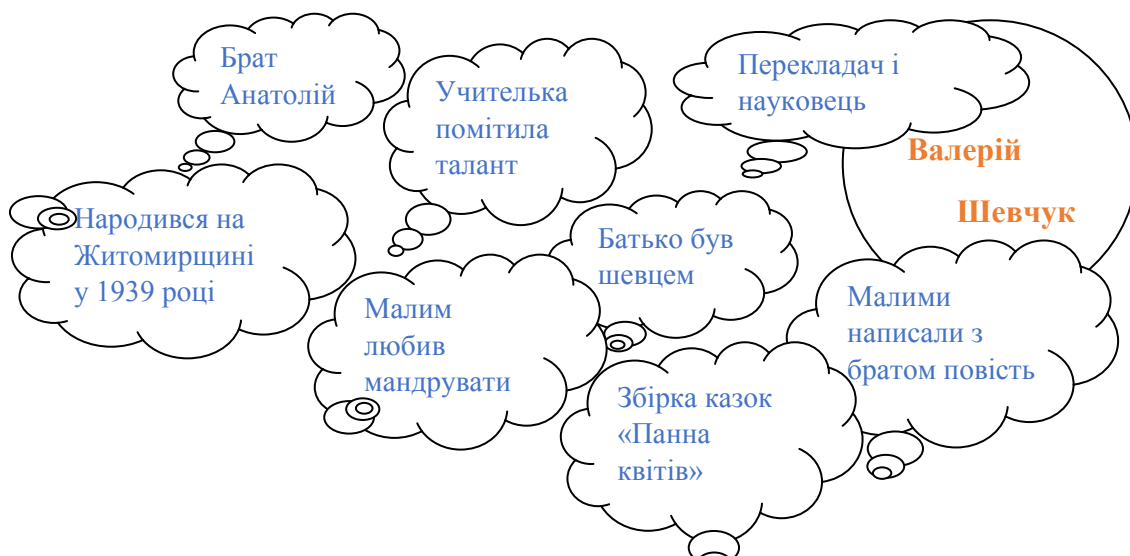 Брат
Анатолій
Учителька
помітила
талант
Перекладач і
науковець
Валерій
Шевчук
Народився на
Житомирщині
у 1939 році
Батько був
шевцем
Малим
любив
мандрувати
Малими
написали з
братом повість
Збірка казок
«Панна
квітів»